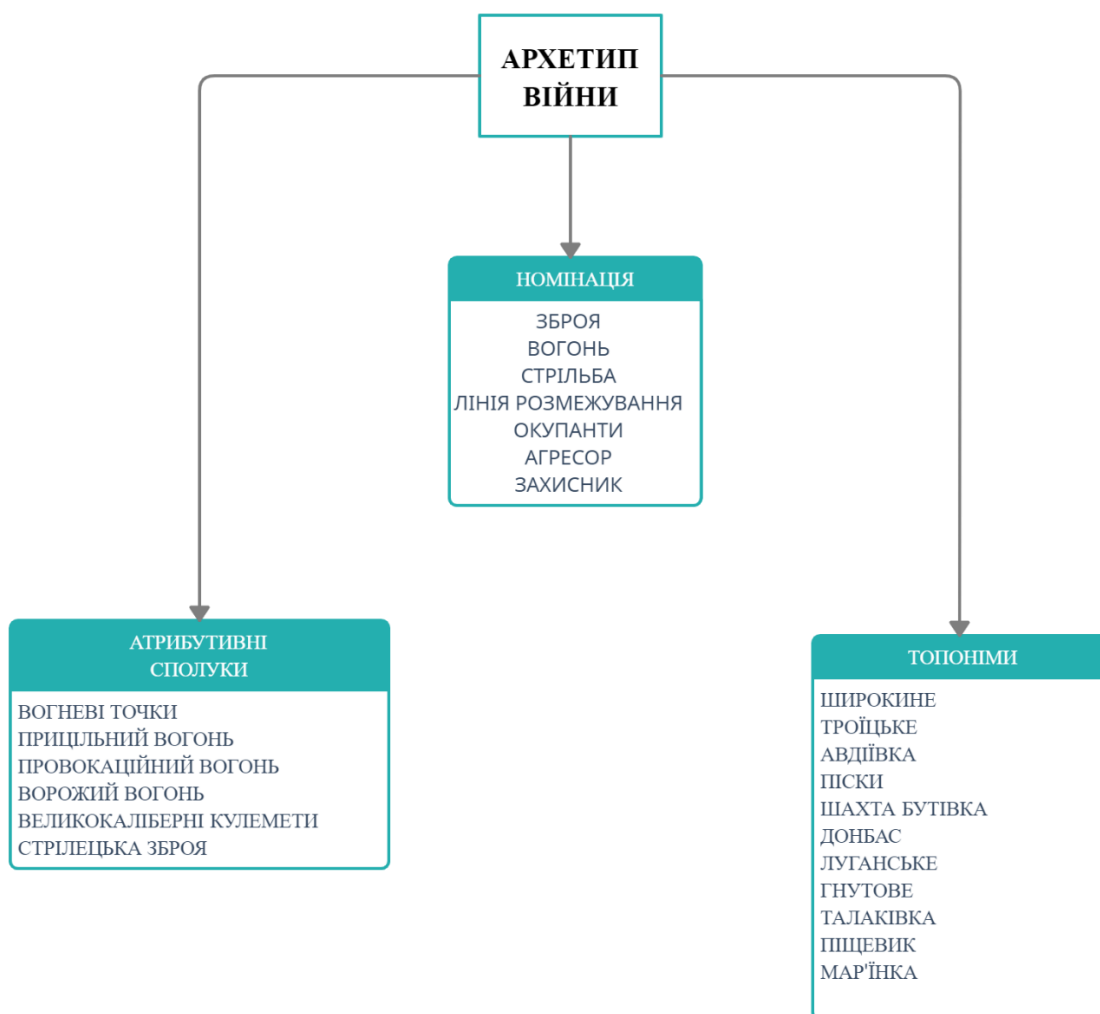 АРХЕТИП
ВІЙНИ
НОМІНАЦІЯ
ЗБРОЯ
ВОГОНЬ
СТРІЛЬБА
ЛІНІЯ РОЗМЕЖУВАННЯ
ОКУПАНТИ
АГРЕСОР
ЗАХИСНИК
АТРИБУТИВНІ
СПОЛУКИ
ВОГНЕВІ ТОЧКИ
ПРИЦІЛЬНИЙ ВОГОНЬ
ПРОВОКАЦІЙНИЙ ВОГОНЬ
ВОРОЖИЙ ВОГОНЬ
ВЕЛИКОКАЛІБЕРНІ КУЛЕМЕТИ
СТРІЛЕЦЬКА ЗБРОЯ
ТОПОНІМИ
ШИРОКИНЕ
ТРОЇЦЬКЕ
АВДІЇВКА
ПІСКИ
ШАХТА БУТІВКА
ДОНБАС
ЛУГАНСЬКЕ
ГНУТОВЕ
ТАЛАКІВКА
ПІЩЕВИК
МАР'ЇНКА